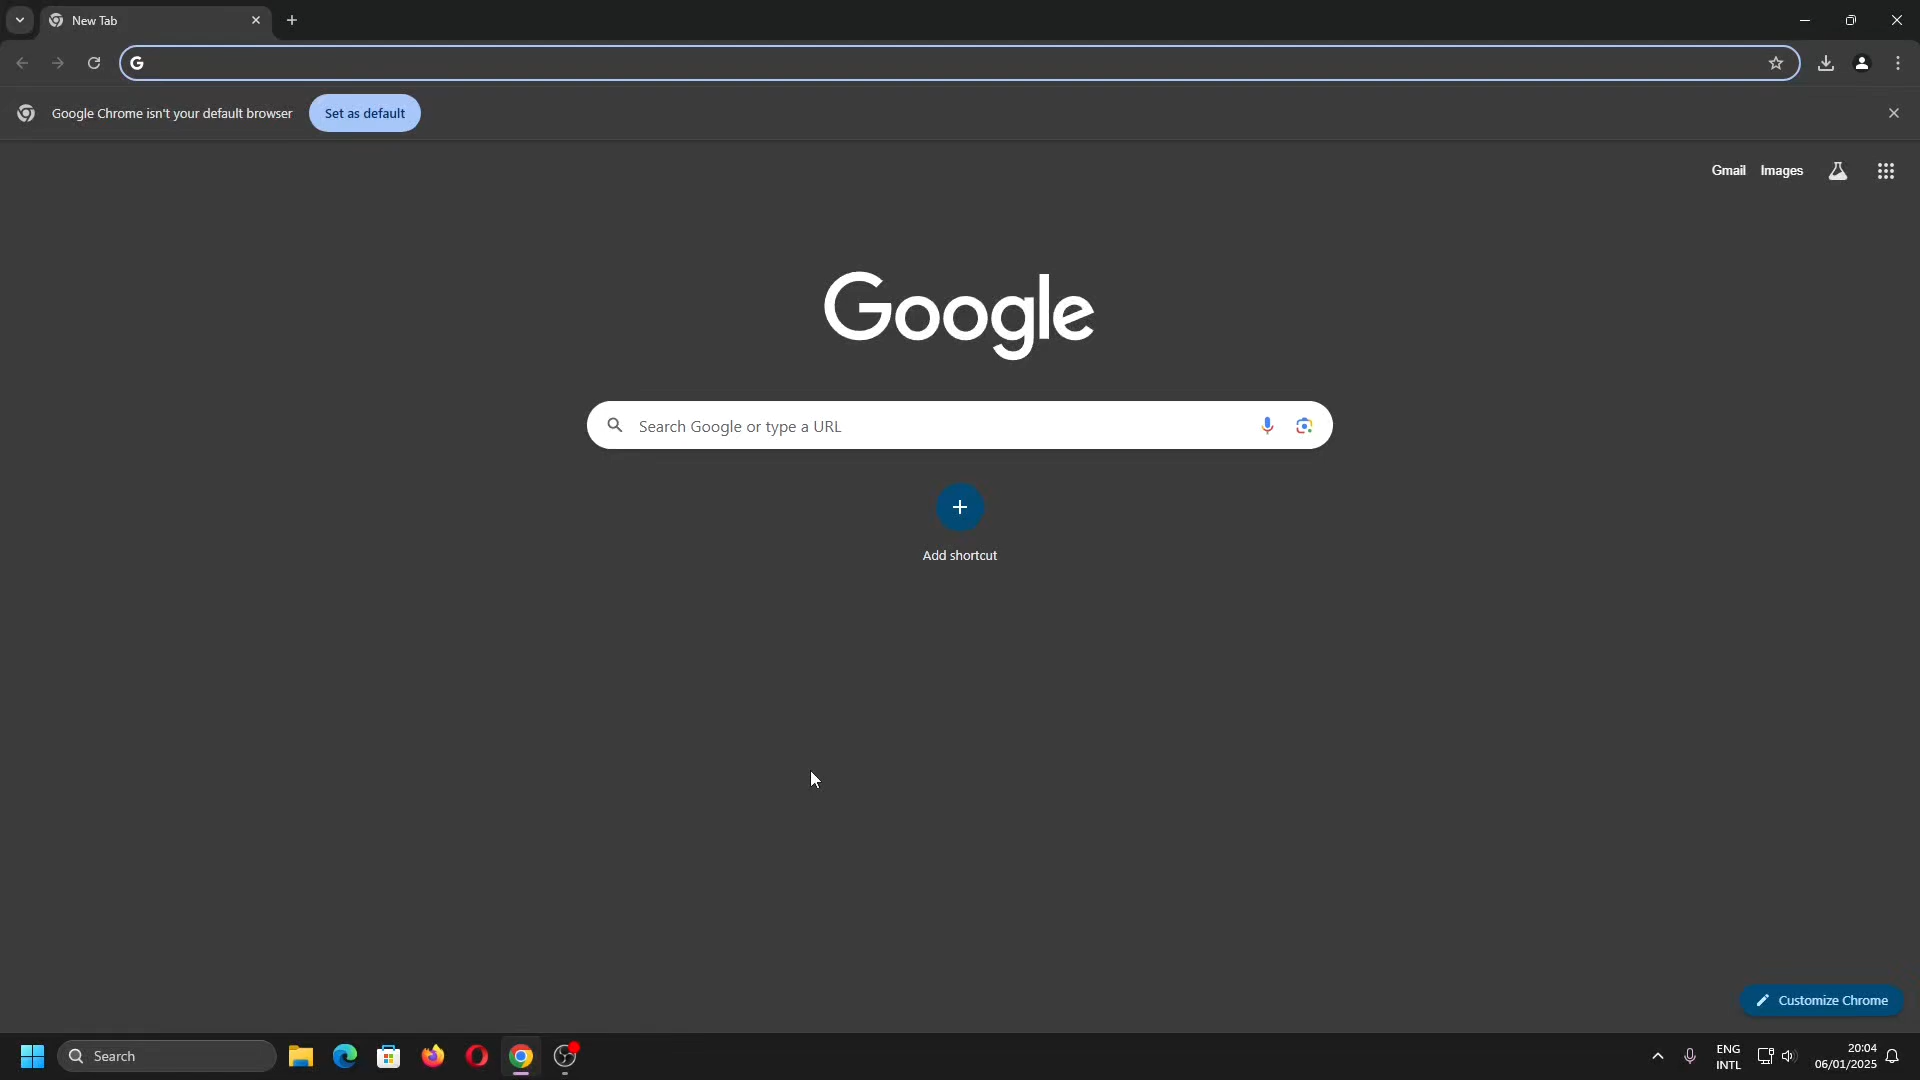 New Tab
Google Chrome isn't your default browser
Set as default
Gmail
Images
Google
Search Google or type a URL
Add shortcut
Customize Chrome
Search
ENG
INTL
20:04
06/01/2025